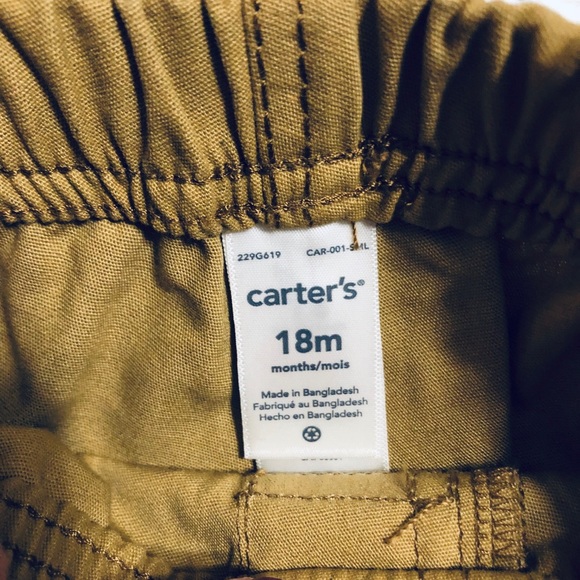 229G619 CAR-001-SML
carter's®
18m
months/mois
Made in Bangladesh
Fabriqué au Bangladesh
Hecho en Bangladesh